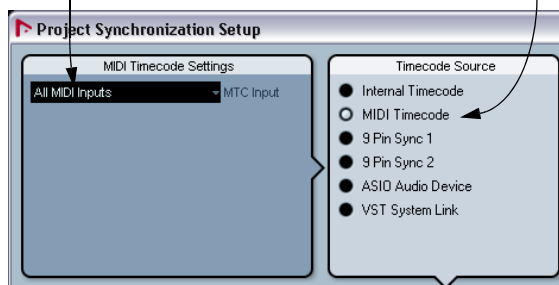 Project Synchronization Setup
MIDI Timecode Settings
All MIDI Inputs
MTC Input
Timecode Source
Internal Timecode
MIDI Timecode
9 Pin Sync 1
9 Pin Sync 2
ASIO Audio Device
VST System Link